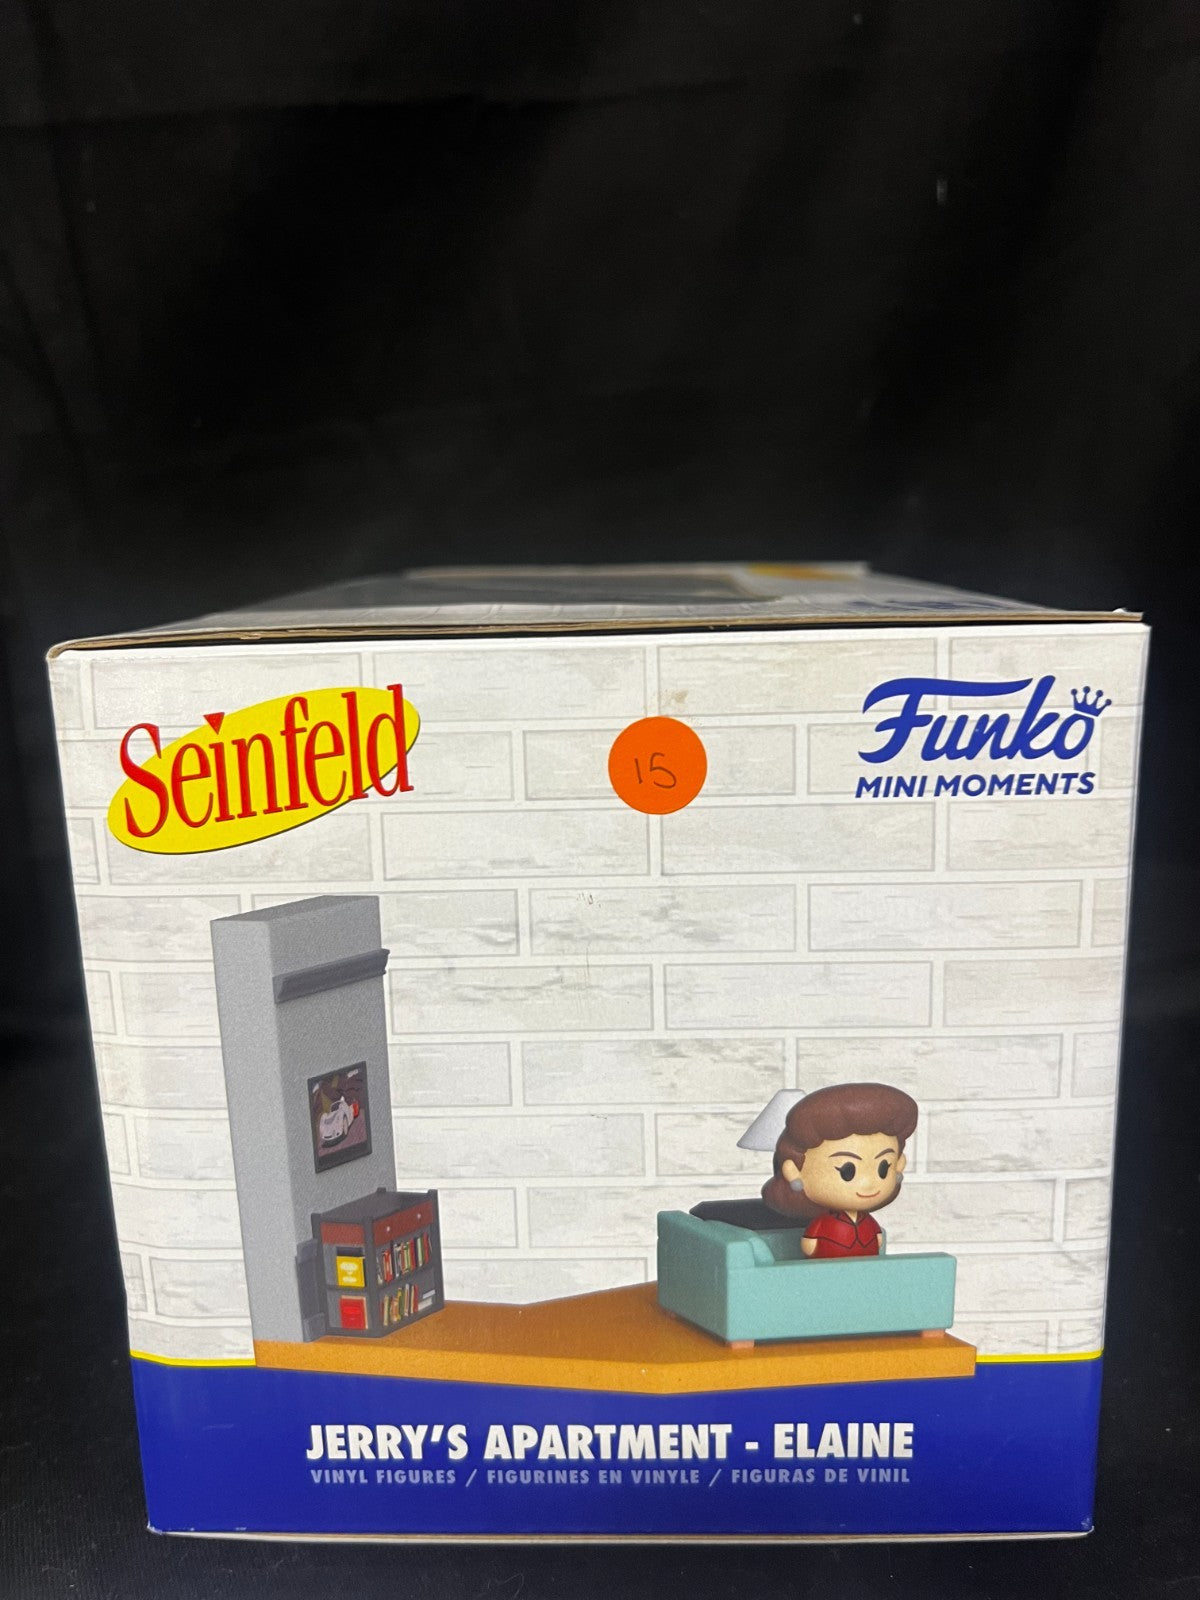 Seinfeld
15
Funko
MINI MOMENTS
JERRY'S APARTMENT - ELAINE
VINYL FIGURES / FIGURINES EN VINYLE / FIGURAS DE VINIL